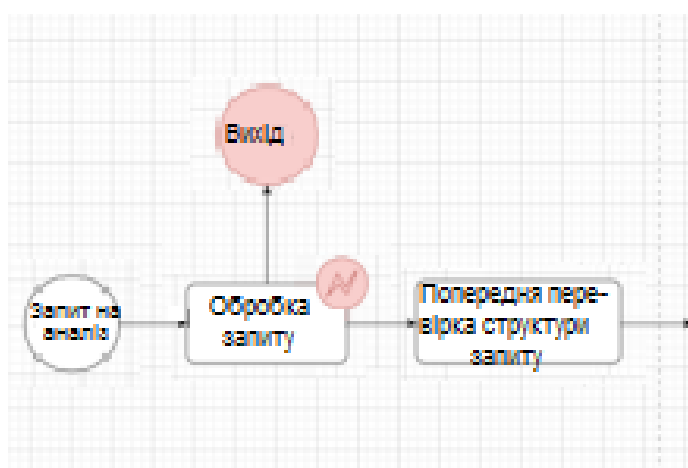 Вихід
Запит на
аналіз
Обробка
запиту
Попередня пере-
вірка структури
запиту